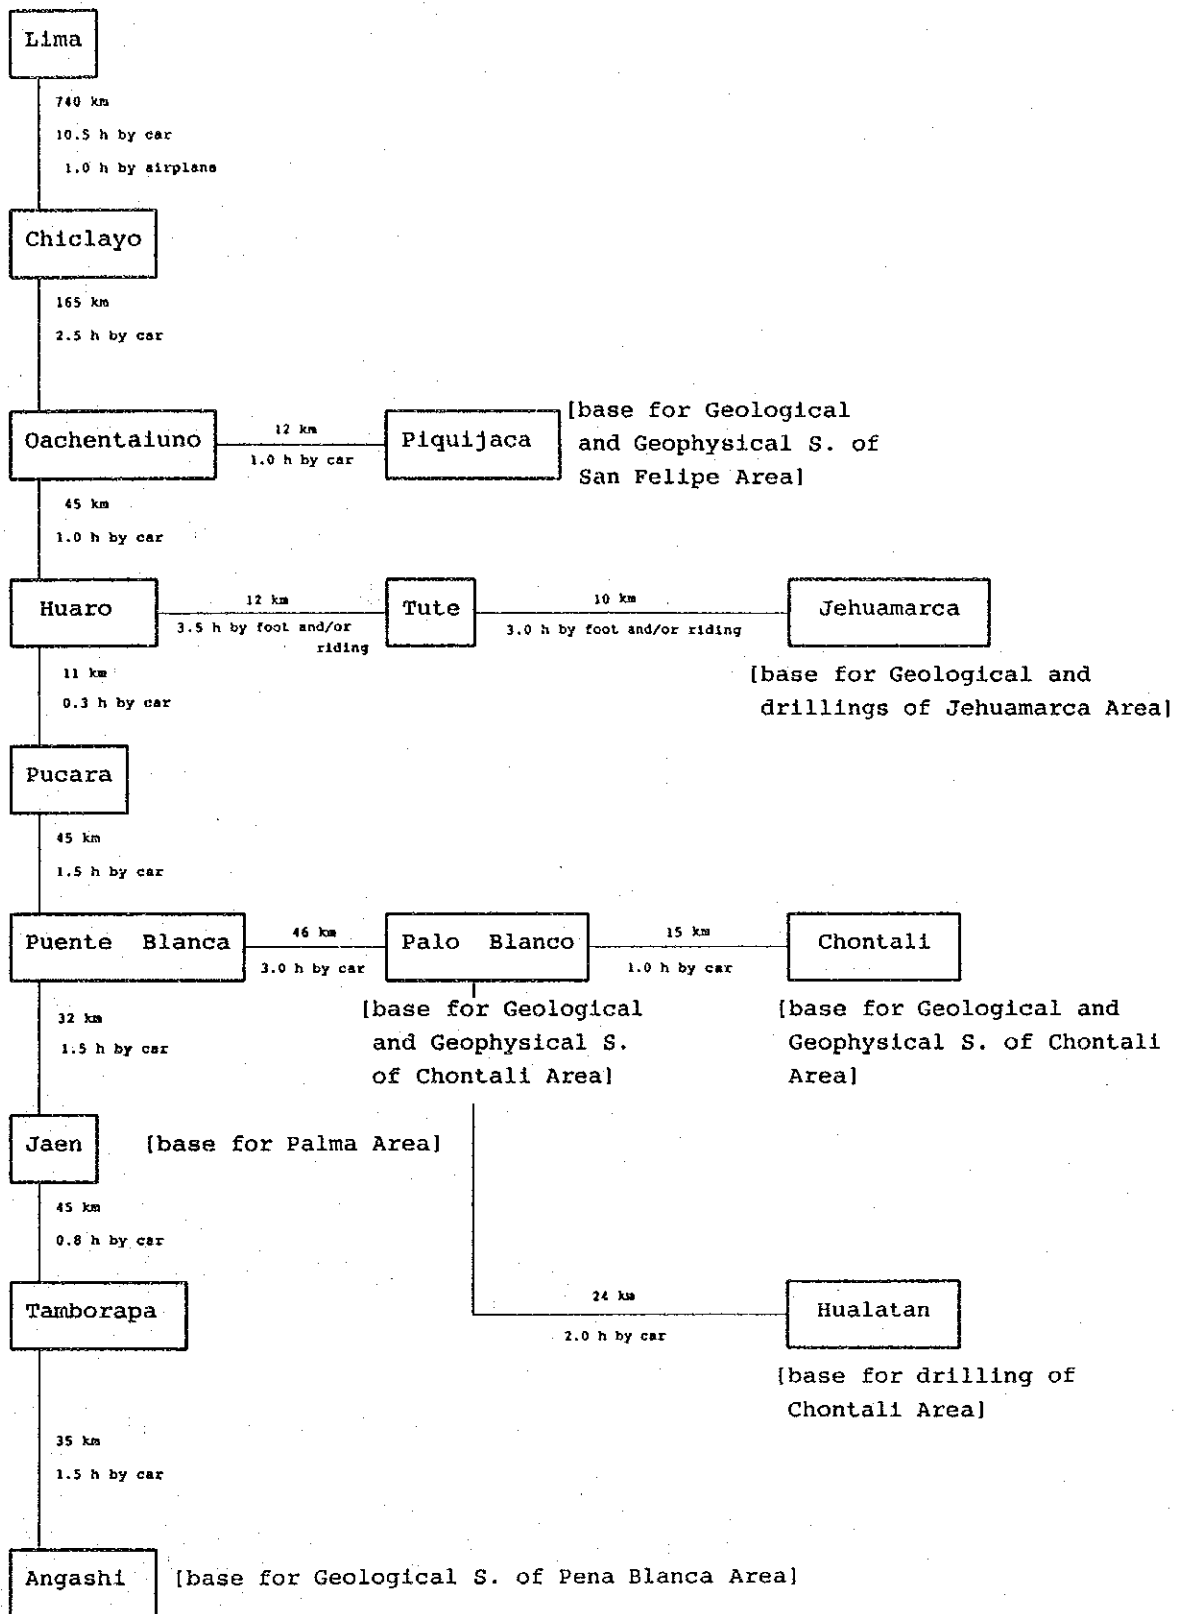 Lima
740 km
10.5 h by car
1.0 h by airplane
Chiclayo
165 km
2.5 h by car
Oachentaiuno
12 km
1.0 h by car
Piquijaca
[base for Geological
and Geophysical S. of
San Felipe Area]
45 km
1.0 h by car
Huaro
12 km
3.5 h by foot and/or
riding
Tute
10 km
3.0 h by foot and/or riding
Jehuamarca
[base for Geological and
drillings of Jehuamarca Area]
11 km
0.3 h by car
Pucara
45 km
1.5 h by car
Puente Blanca
46 km
3.0 h by car
Palo Blanco
15 km
1.0 h by car
Chontali
[base for Geological
and Geophysical S.
of Chontali Area]
[base for Geological and
Geophysical S. of Chontali
Area]
32 km
1.5 h by car
Jaen
[base for Palma Area]
45 km
0.8 h by car
Tamborapa
24 km
2.0 h by car
Hualatan
[base for drilling of
Chontali Area]
35 km
1.5 h by car
Angashi
[base for Geological S. of Pena Blanca Area]